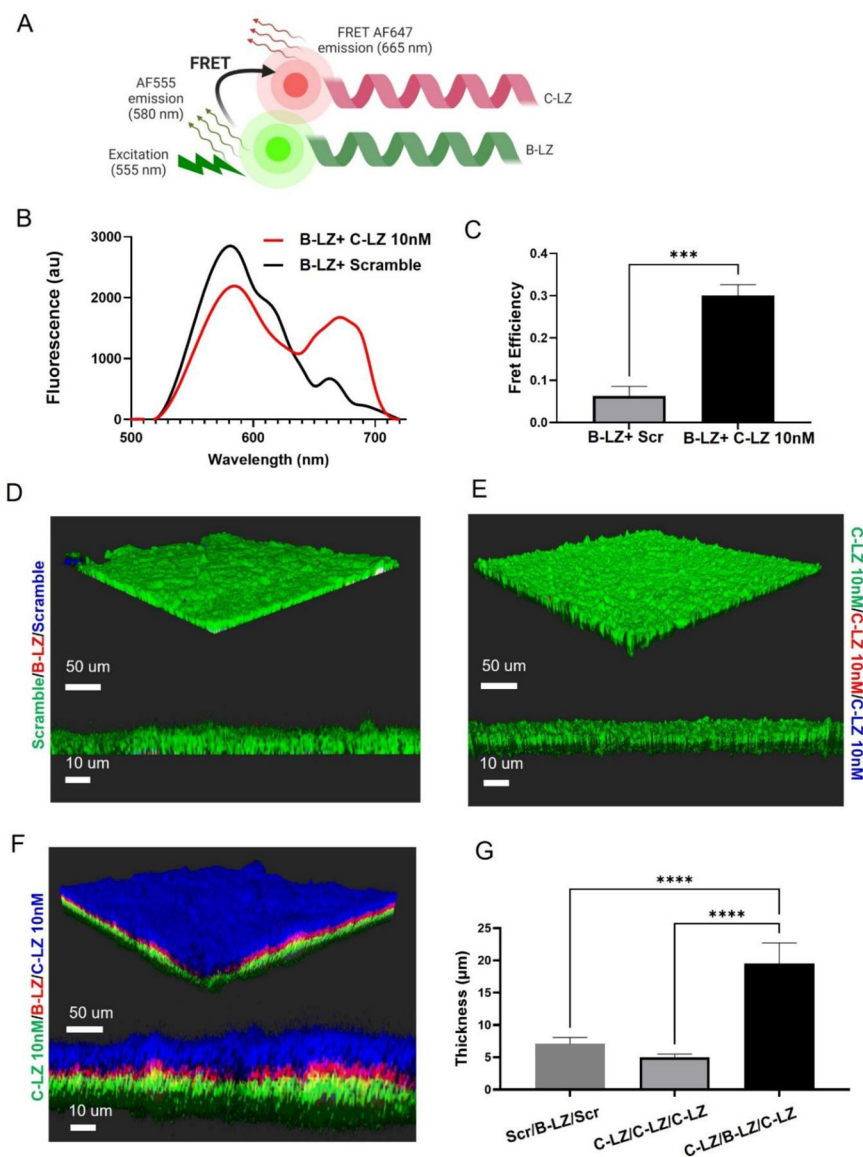 A
FRET AF647
emission (665 nm)
FRET
AF555
emission
(580 nm)
C-LZ
Excitation
(555 nm)
B-LZ
B
B-LZ+ C-LZ 10nM
B-LZ+ Scramble
Fluorescence (au)
3000
2000
1000
0
500
600
700
Wavelength (nm)
C
***
Fret Efficiency
0.4
0.3
0.2
0.1
0.0
B-LZ+ Scr
B-LZ+ C-LZ 10nM
D
Scramble/B-LZ/Scramble
50 um
10 um
E
C-LZ 10nM/C-LZ 10nM/C-LZ 10nM
50 um
10 um
F
C-LZ 10nM/B-LZ/C-LZ 10nM
50 um
10 um
G
****
****
Thickness (μm)
25
20
15
10
5
0
Scr/B-LZ/Scr
C-LZ/C-LZ/C-LZ
C-LZ/B-LZ/C-LZ